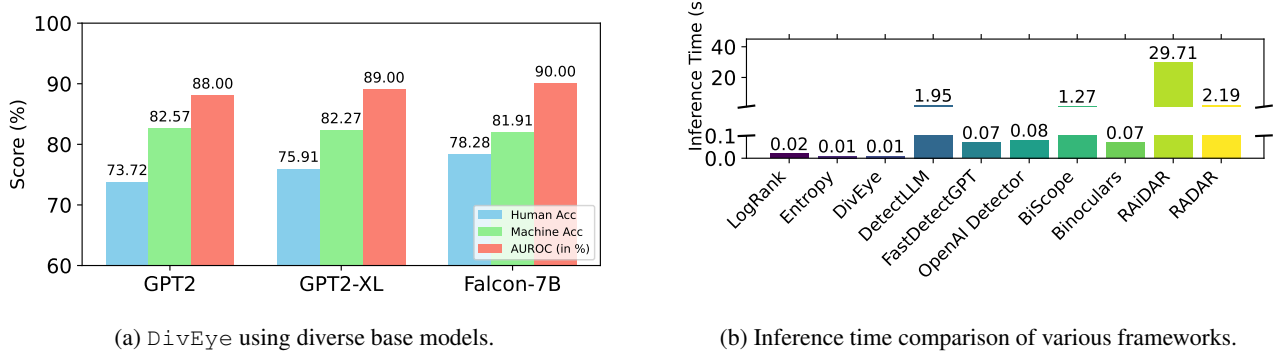 Score (%)
100
90
80
70
60
73.72
82.57
88.00
75.91
82.27
89.00
78.28
81.91
90.00
Human Acc
Machine Acc
AUROC (in %)
GPT2
GPT2-XL
Falcon-7B
(a) DivEye using diverse base models.
Inference Time (s
40
20
0.1
0.0
0.02
0.01
0.01
1.95
0.07
0.08
1.27
0.07
29.71
2.19
LogRank
Entropy
DivEye
DetectLLM
FastDetectGPT
OpenAI Detector
BiScope
Binoculars
RAiDAR
RADAR
(b) Inference time comparison of various frameworks.